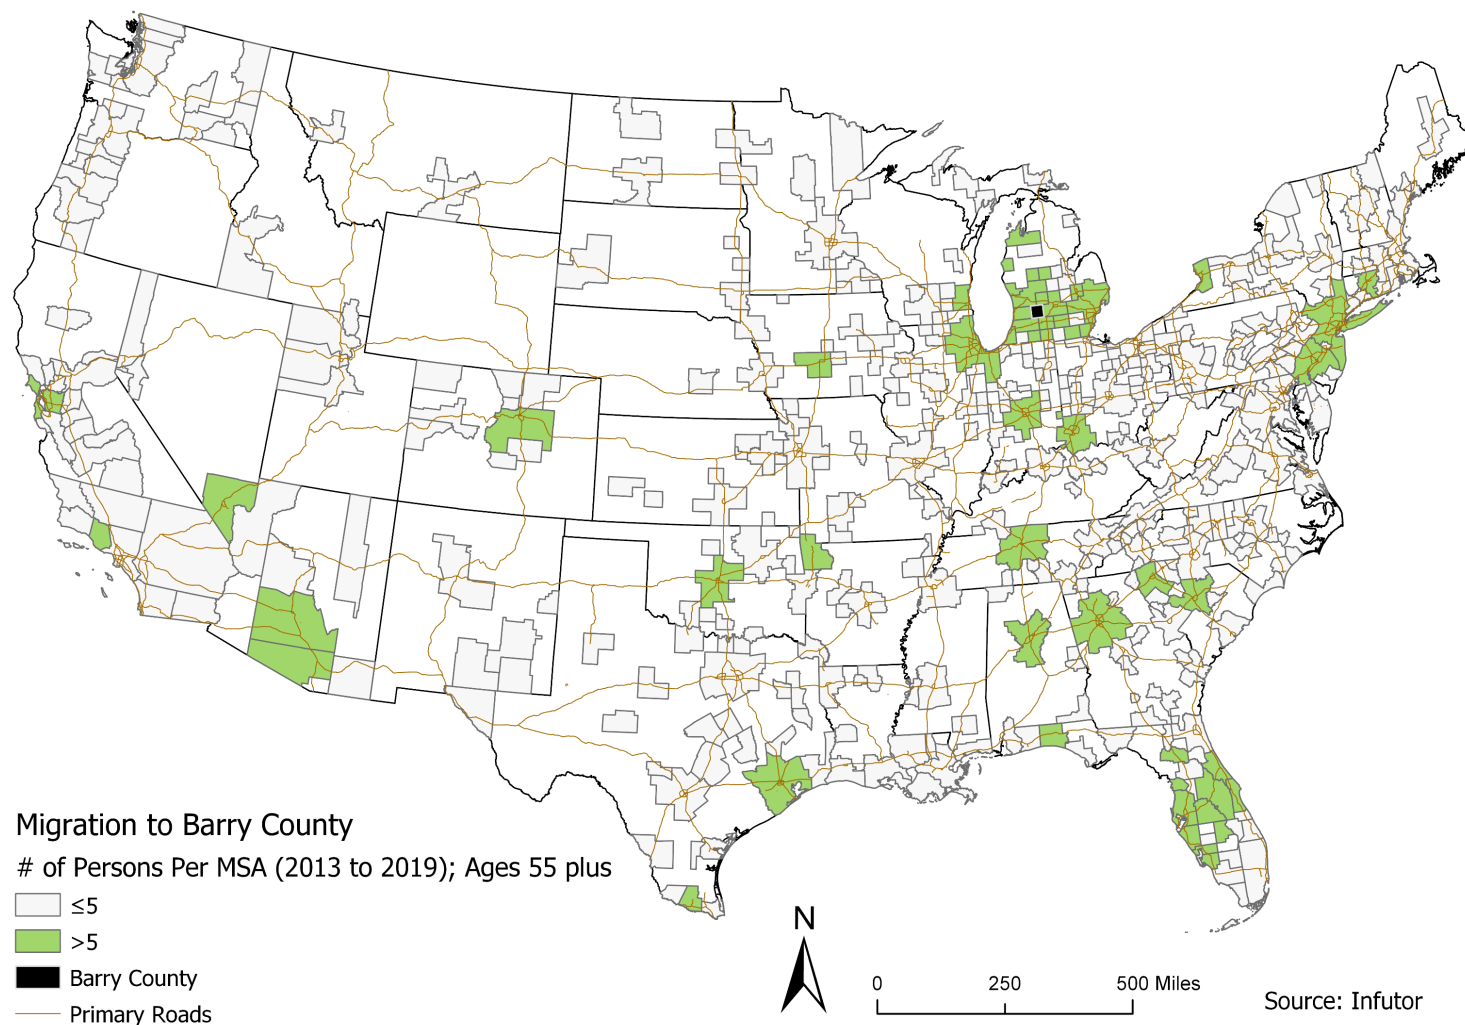 Migration to Barry County
# of Persons Per MSA (2013 to 2019); Ages 55 plus
≤5
>5
Barry County
Primary Roads
N
0 250 500 Miles
Source: Infutor